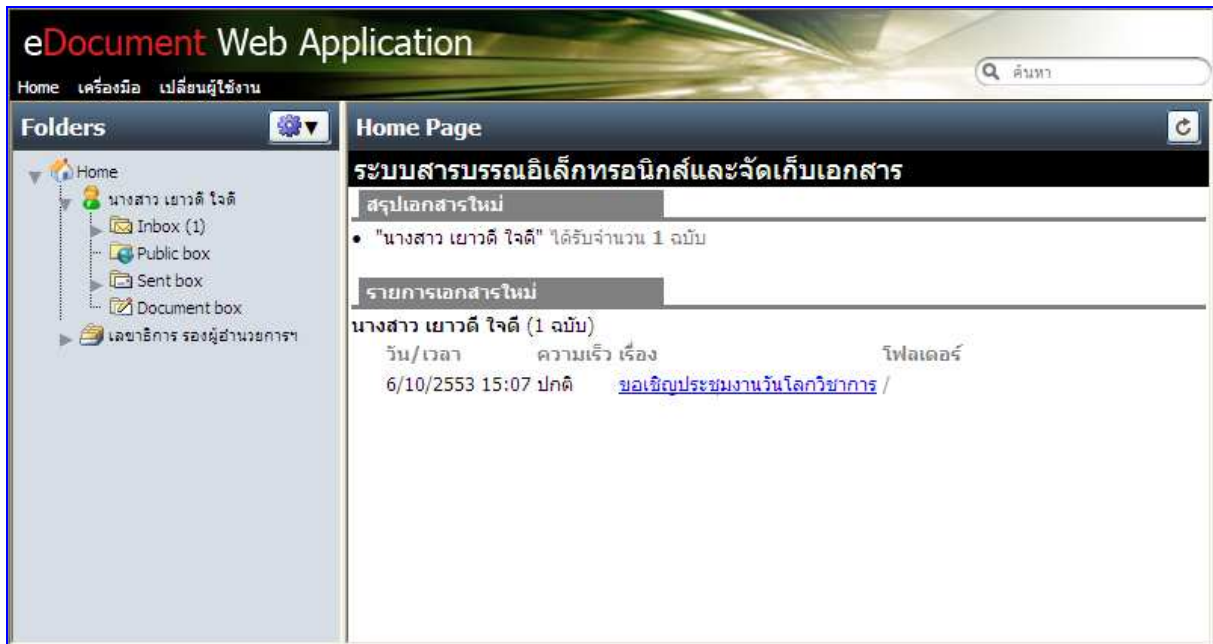 eDocument Web Application
Home เครื่องมือ เปลี่ยนผู้ใช้งาน
ค้นหา
Folders
Home
นางสาว เยาวดี ใจดี
Inbox (1)
Public box
Sent box
Document box
เลขาธิการ รองผู้อำนวยการฯ
Home Page
ระบบสารบรรณอิเล็กทรอนิกส์และจัดเก็บเอกสาร
สรุปเอกสารใหม่
• "นางสาว เยาวดี ใจดี" ได้รับจำนวน 1 ฉบับ
รายการเอกสารใหม่
นางสาว เยาวดี ใจดี (1 ฉบับ)
วัน/เวลา ความเร็ว เรื่อง โฟลเดอร์
6/10/2553 15:07 ปกติ ขอเชิญประชุมงานวันโลกวิชาการ /